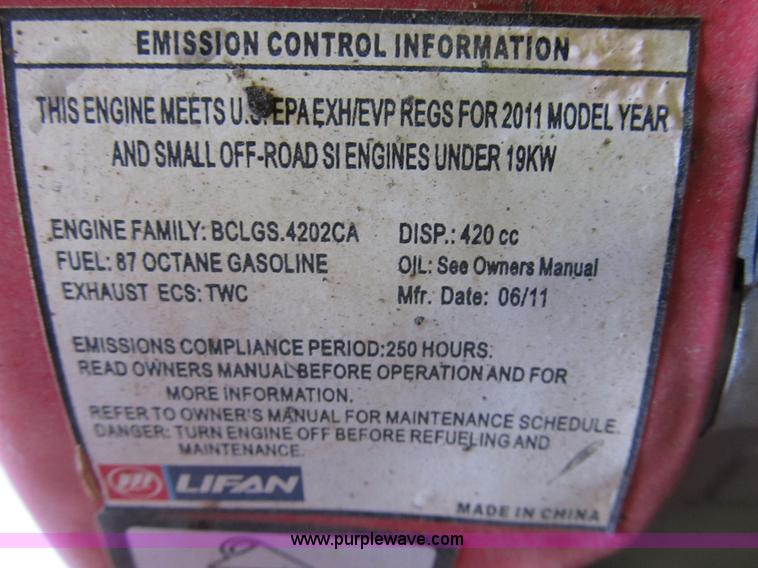 EMISSION CONTROL INFORMATION
THIS ENGINE MEETS U.S. EPA EXH/EVP REGS FOR 2011 MODEL YEAR
AND SMALL OFF-ROAD SI ENGINES UNDER 19KW
ENGINE FAMILY: BCLGS.4202CA DISP.: 420 cc
FUEL: 87 OCTANE GASOLINE OIL: See Owners Manual
EXHAUST ECS: TWC Mfr. Date: 06/11
EMISSIONS COMPLIANCE PERIOD:250 HOURS.
READ OWNERS MANUAL BEFORE OPERATION AND FOR
MORE INFORMATION.
REFER TO OWNER'S MANUAL FOR MAINTENANCE SCHEDULE.
DANGER: TURN ENGINE OFF BEFORE REFUELING AND
MAINTENANCE.
LIFAN
MADE IN CHINA
www.purplewave.com